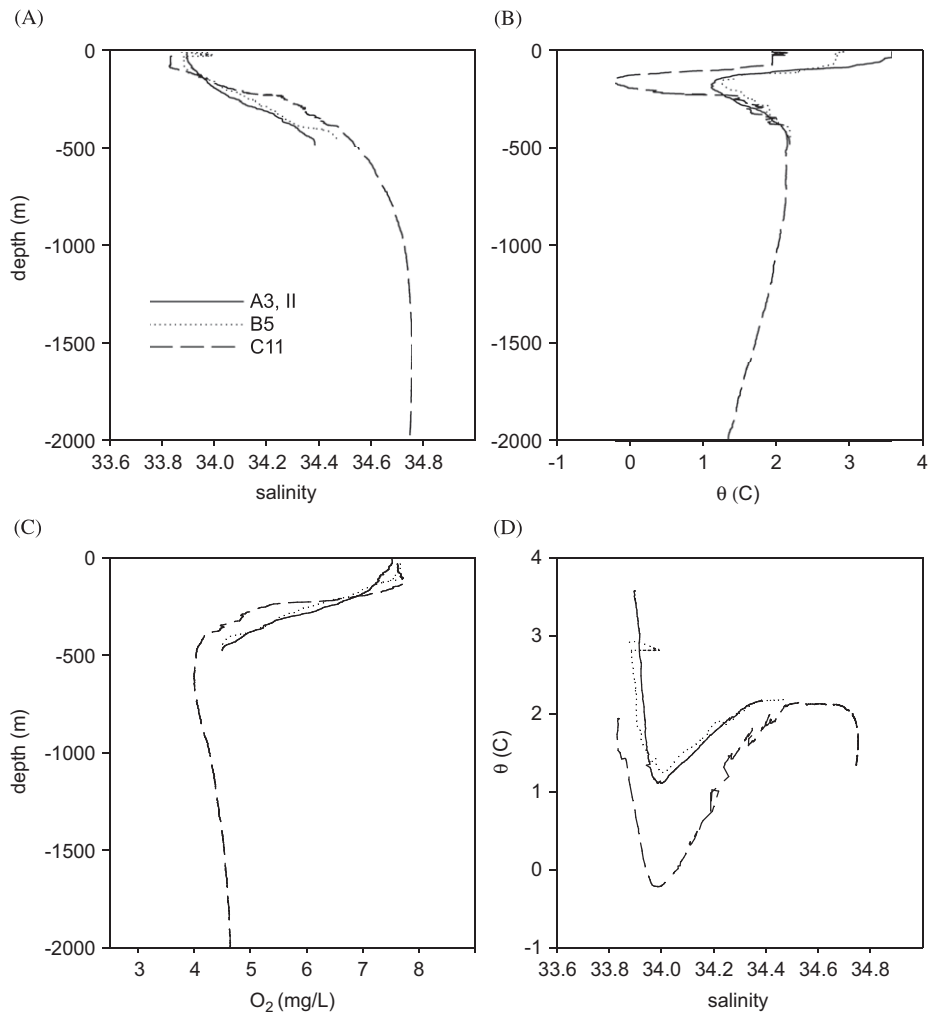 (A)
0
-500
-1000
-1500
-2000
depth (m)
A3, II
B5
C11
33.6 33.8 34.0 34.2 34.4 34.6 34.8
salinity
(B)
0
-500
-1000
-1500
-2000
-1 0 1 2 3 4
θ (C)
(C)
0
-500
-1000
-1500
-2000
depth (m)
3 4 5 6 7 8
O2 (mg/L)
(D)
4
3
2
1
0
-1
θ (C)
33.6 33.8 34.0 34.2 34.4 34.6 34.8
salinity